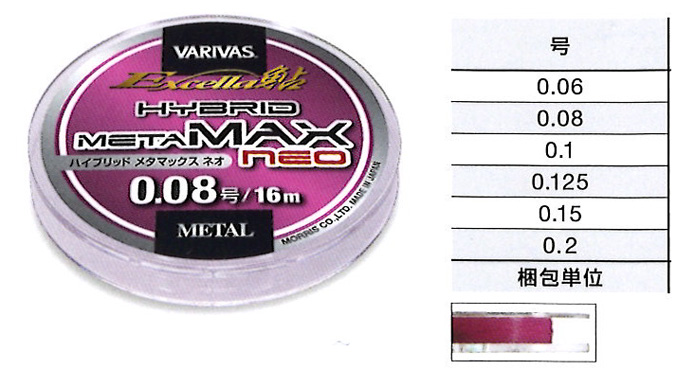 VARIVAS®
Excella鮎
HYBRID
METAMAX
neo
ハイブリッド メタマックス ネオ
0.08号/16m
METAL
MORRIS CO.,LTD. MADE IN JAPAN
号
0.06
0.08
0.1
0.125
0.15
0.2
梱包単位